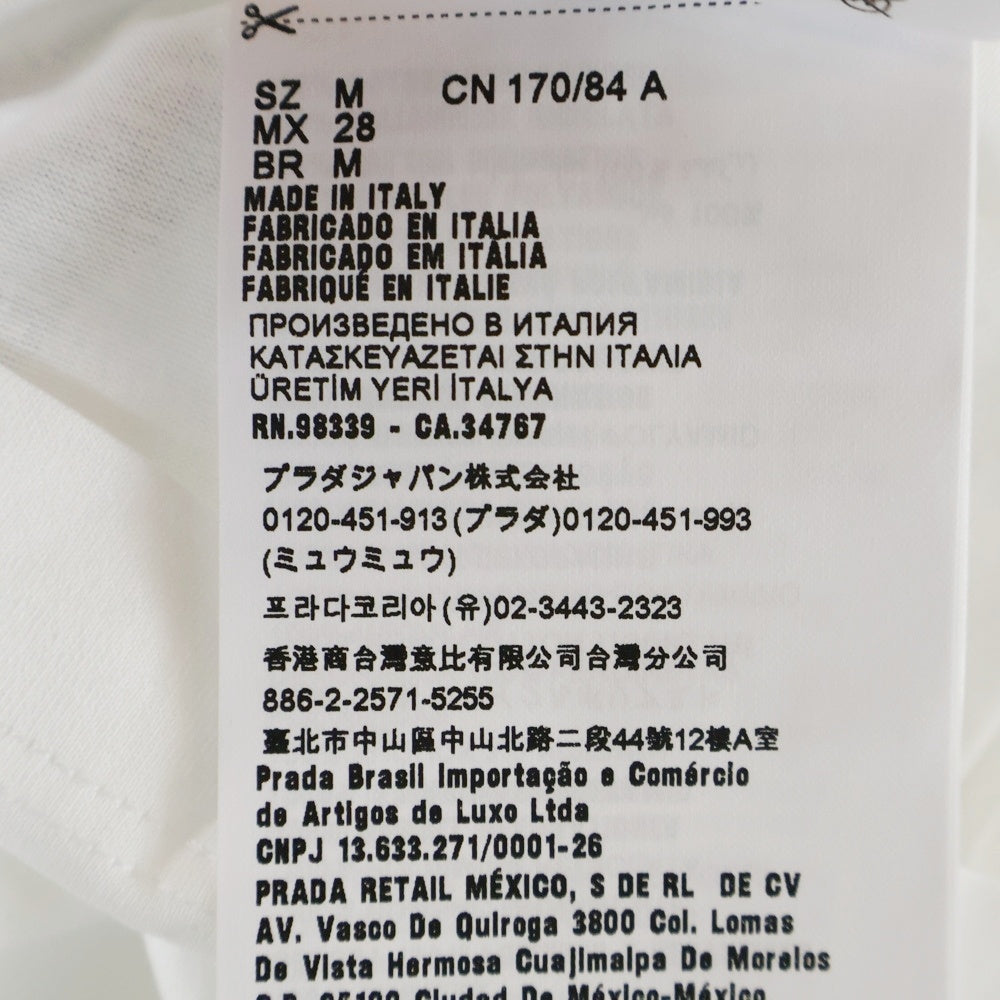 SZ M CN 170/84 A
MX 28
BR M
MADE IN ITALY
FABRICADO EN ITALIA
FABRICADO EM ITÁLIA
FABRIQUÉ EN ITALIE
ПРОИЗВЕДЕНО В ИТАЛИЯ
ΚΑΤΑΣΚΕΥΑΖΕΤΑΙ ΣΤΗΝ ΙΤΑΛΙΑ
ÜRETİM YERİ İTALYA
RN.98339 - CA.34767
プラダジャパン株式会社
0120-451-913(プラダ)0120-451-993
(ミュウミュウ)
프라다코리아(유)02-3443-2323
香港商台灣意比有限公司台灣分公司
886-2-2571-5255
臺北市中山區中山北路二段44號12樓A室
Prada Brasil Importação e Comércio
de Artigos de Luxo Ltda
CNPJ 13.633.271/0001-26
PRADA RETAIL MÉXICO, S DE RL DE CV
AV. Vasco De Quiroga 3800 Col. Lomas
De Vista Hermosa Cuajimalpa De Morelos
Ciudad De México-México